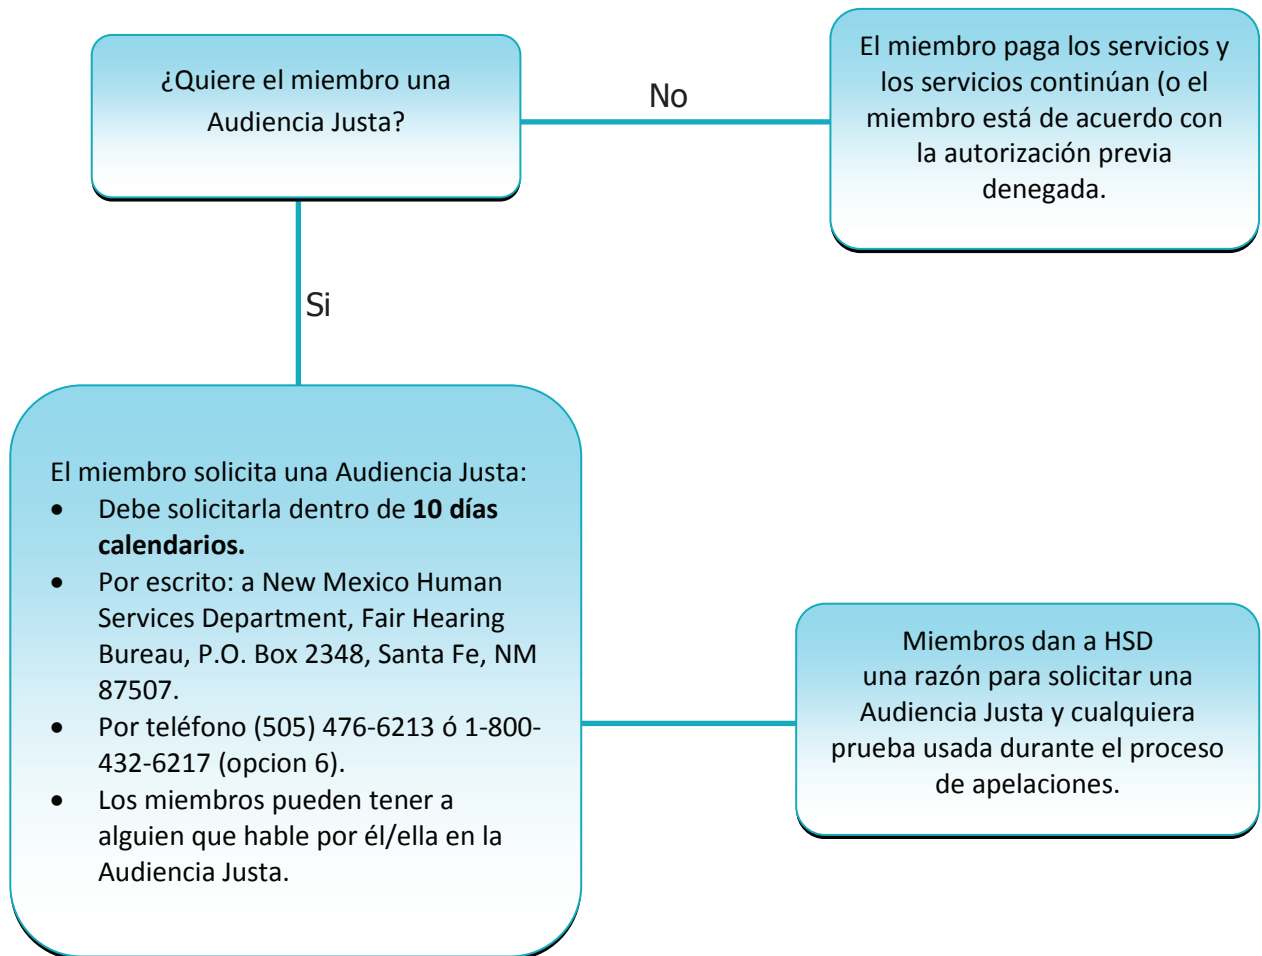 ¿Quiere el miembro una
Audiencia Justa?
No
El miembro paga los servicios y
los servicios continúan (o el
miembro está de acuerdo con
la autorización previa
denegada.
Si
El miembro solicita una Audiencia Justa:
• Debe solicitarla dentro de 10 días
calendarios.
• Por escrito: a New Mexico Human
Services Department, Fair Hearing
Bureau, P.O. Box 2348, Santa Fe, NM
87507.
• Por teléfono (505) 476-6213 ó 1-800-
432-6217 (opcion 6).
• Los miembros pueden tener a
alguien que hable por él/ella en la
Audiencia Justa.
Miembros dan a HSD
una razón para solicitar una
Audiencia Justa y cualquiera
prueba usada durante el proceso
de apelaciones.